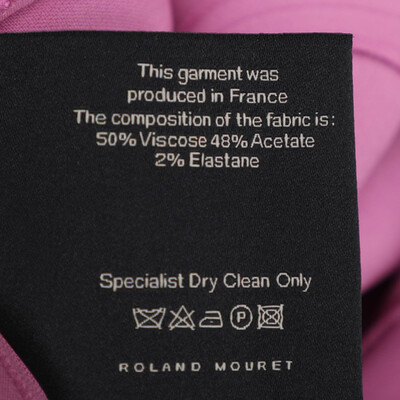 This garment was
produced in France
The composition of the fabric is:
50% Viscose 48% Acetate
2% Elastane
Specialist Dry Clean Only
P
ROLAND MOURET